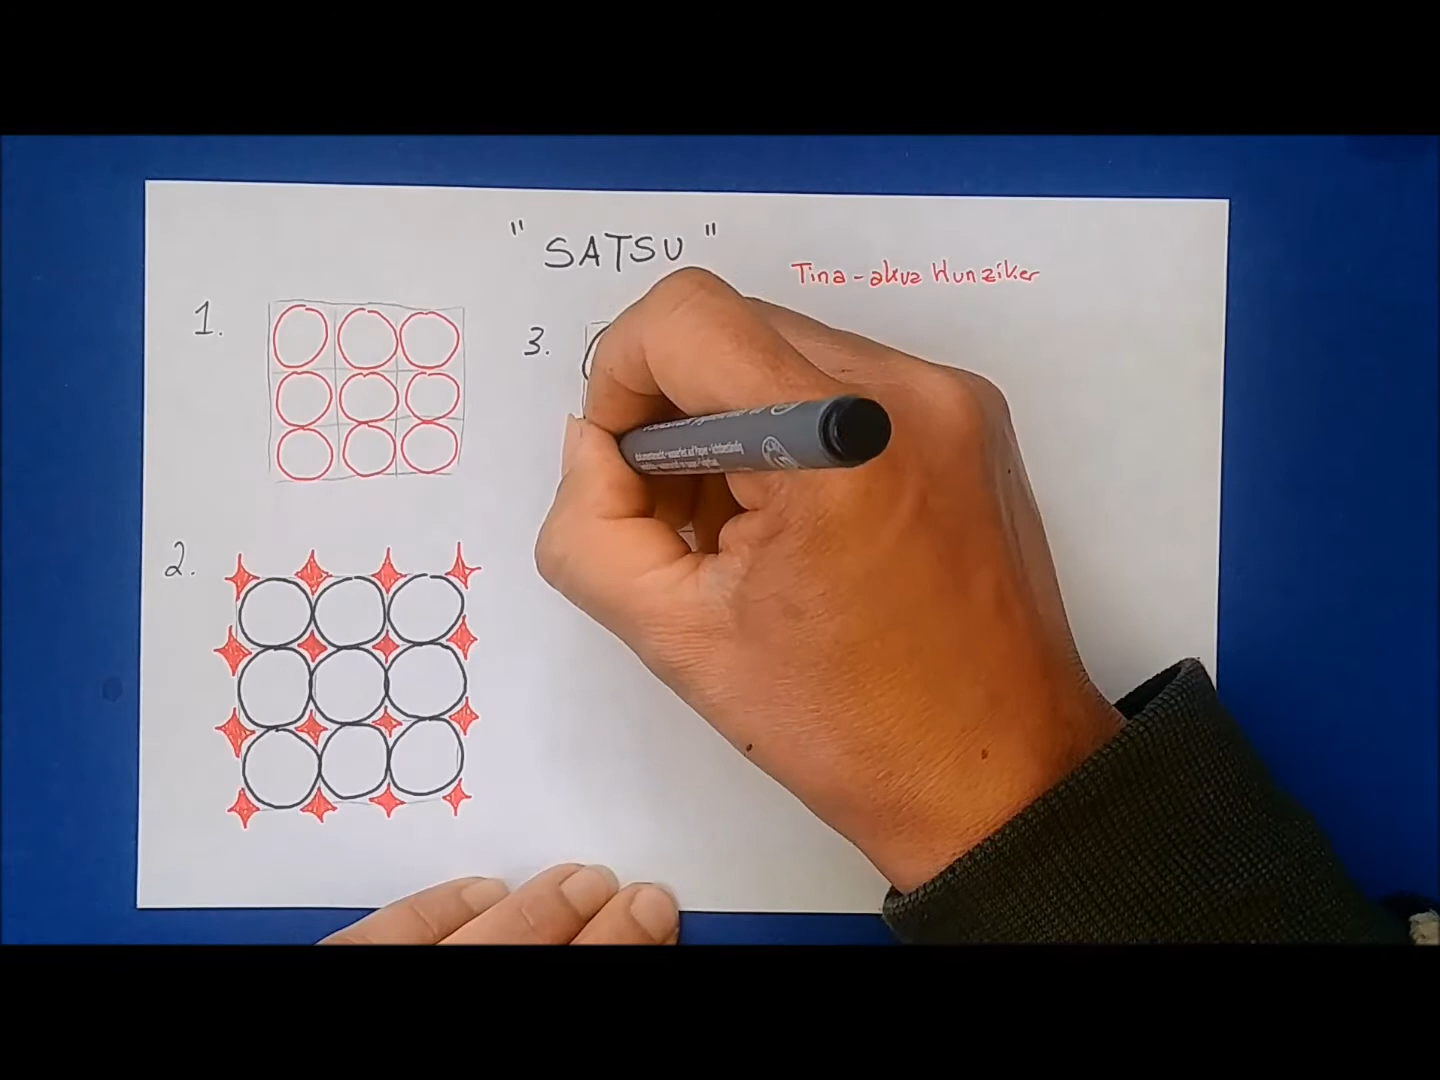 " SATSU "
Tina-akua Hunziker
1.
3.
2.